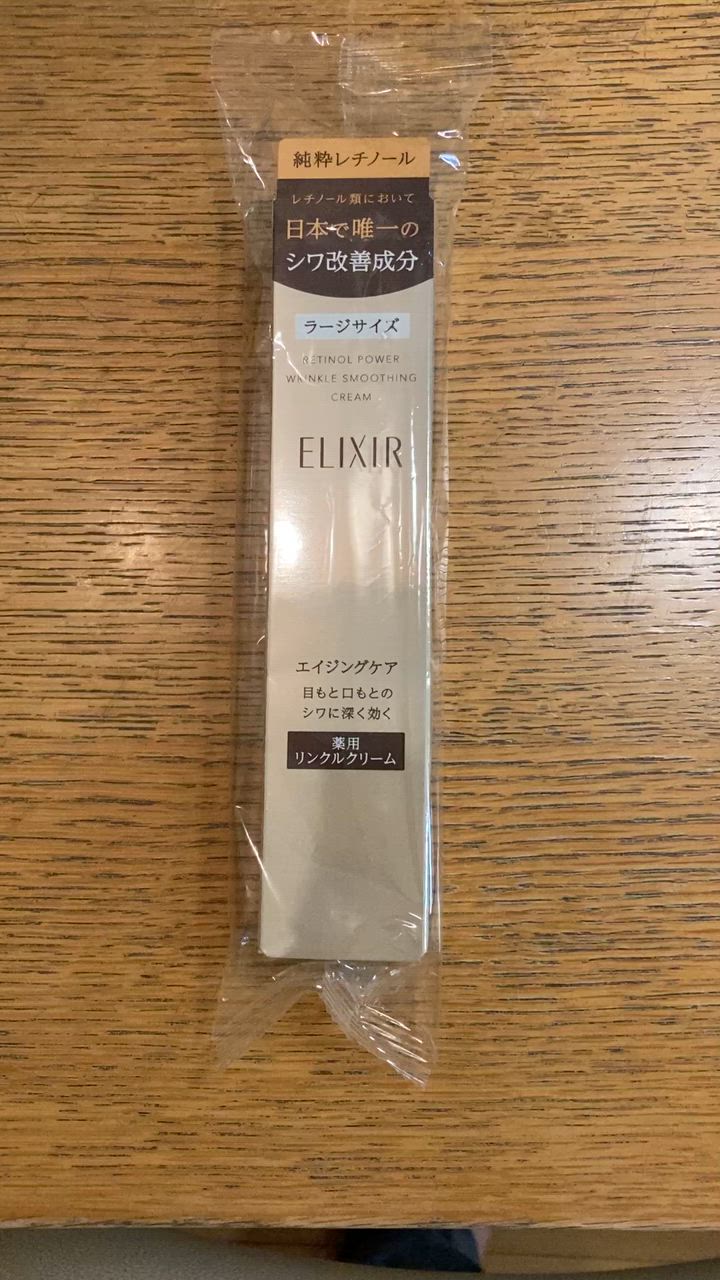 純粋レチノール
レチノール類において
日本で唯一の
シワ改善成分
ラージサイズ
RETINOL POWER
WRINKLE SMOOTHING
CREAM
ELIXIR
エイジングケア
目もと口もとの
シワに深く効く
薬用
リンクルクリーム